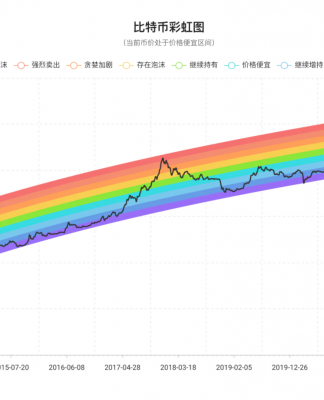 比特币彩虹图
(当前币价处于价格便宜区间)
沫 强烈卖出 贪婪加剧 存在泡沫 继续持有 价格便宜 继续增持
015-07-20 2016-06-08 2017-04-28 2018-03-18 2019-02-05 2019-12-26